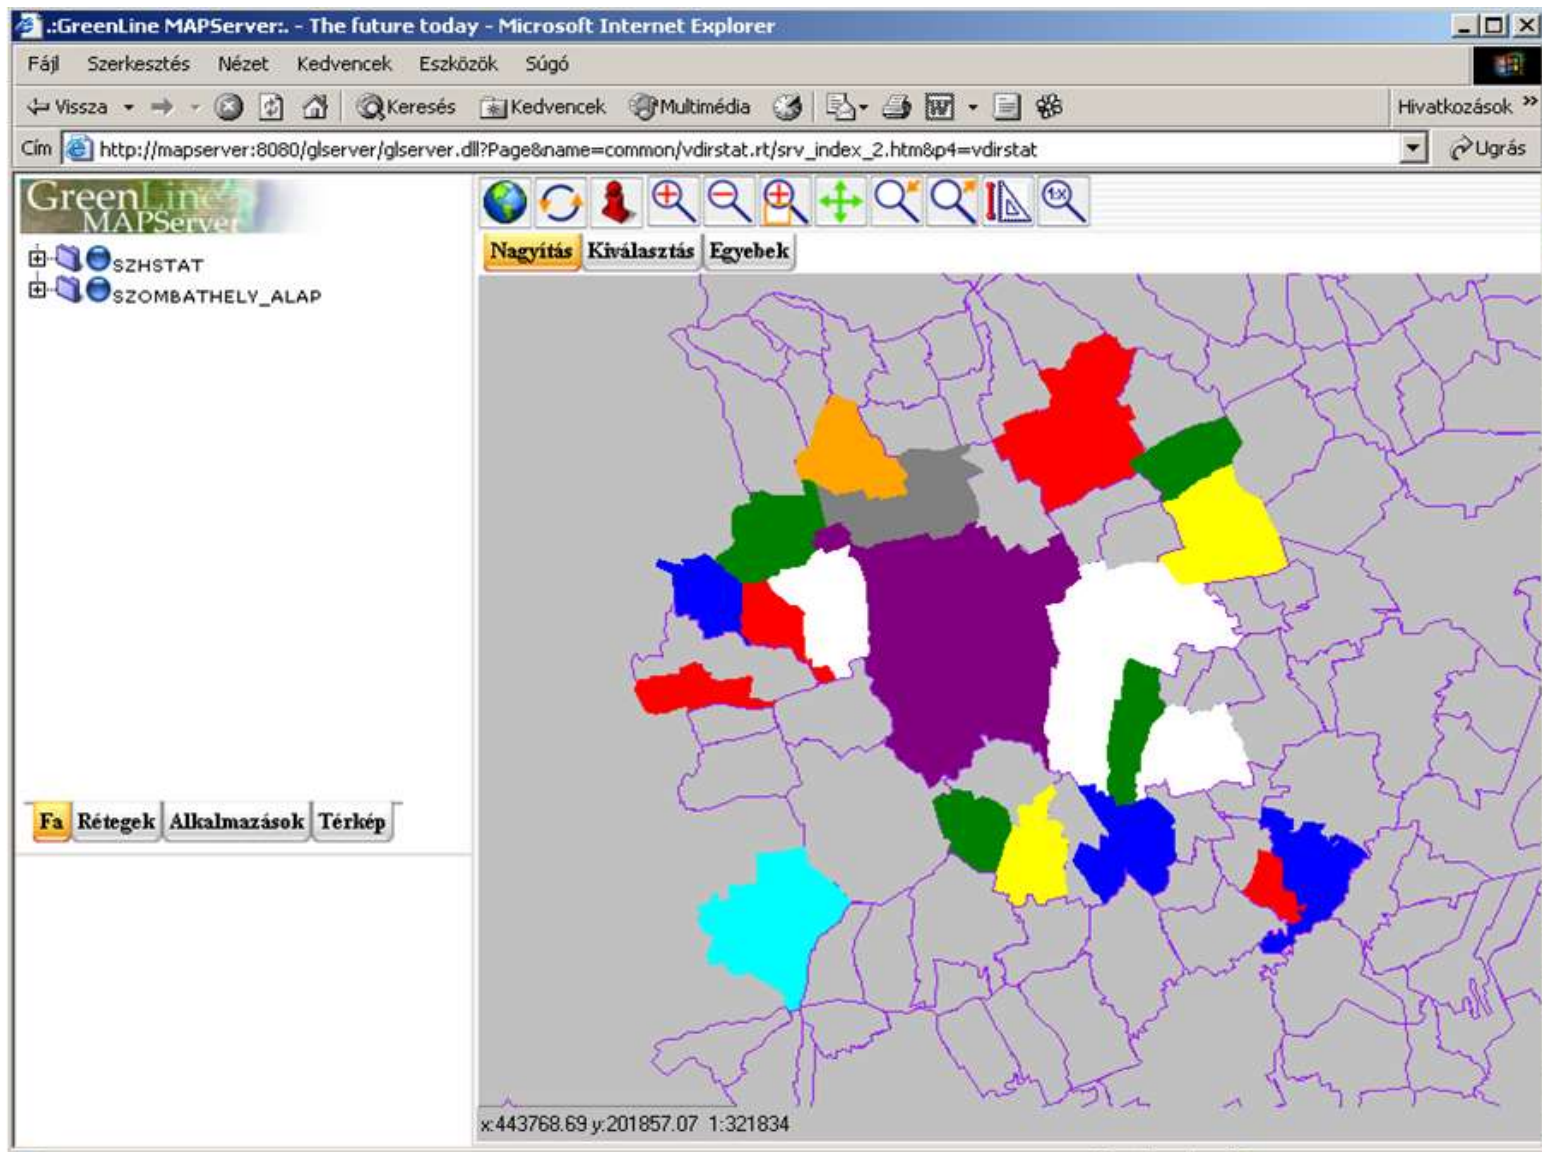 .:GreenLine MAPServer:. - The future today - Microsoft Internet Explorer
Fájl Szerkesztés Nézet Kedvencek Eszközök Súgó
Vissza Keresés Kedvencek Multimédia Hivatkozások »
Cím http://mapserver:8080/glserver/glserver.dll?Page&name=common/vdirstat.rt/srv_index_2.htm&p4=vdirstat Ugrás
GreenLine
MAPServer
1:X
Nagyítás Kiválasztás Egyebek
SZHSTAT
SZOMBATHELY_ALAP
Fa Rétegek Alkalmazások Térkép
x:443768.69 y:201857.07 1:321834